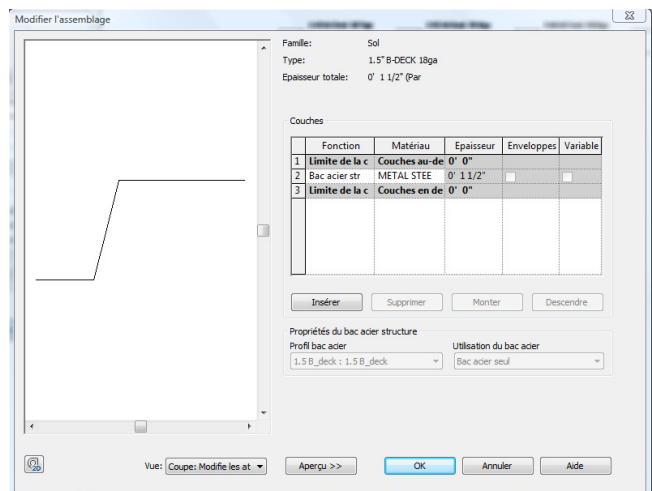 Modifier l'assemblage
Famille: Sol
Type: 1.5" B-DECK 18ga
Epaisseur totale: 0' 1 1/2" (Par
Couches
Fonction Matériau Epaisseur Enveloppes Variable
1 Limite de la c Couches au-de 0' 0"
2 Bac acier str METAL STEE 0' 1 1/2"
3 Limite de la c Couches en de 0' 0"
Insérer Supprimer Monter Descendre
Propriétés du bac acier structure
Profil bac acier Utilisation du bac acier
1.5 B_deck : 1.5 B_deck Bac acier seul
2D Vue: Coupe: Modifie les at Aperçu >> OK Annuler Aide